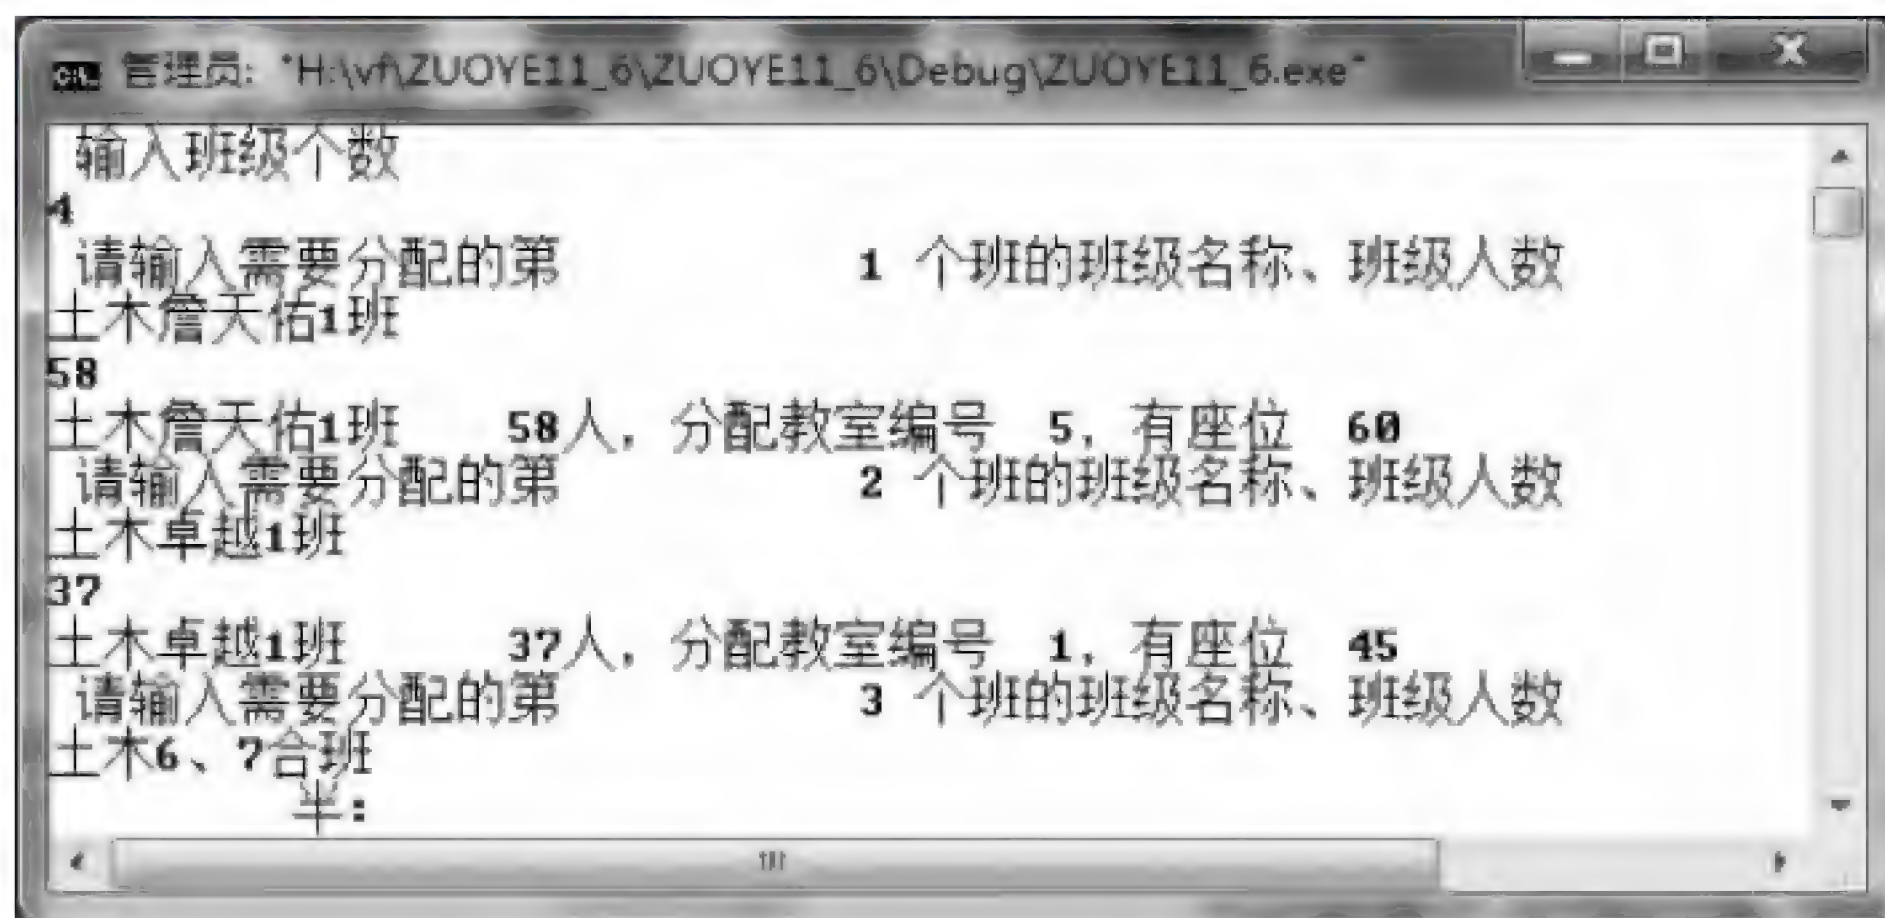 管理员: "H:\vf\ZUOYE11_6\ZUOYE11_6\Debug\ZUOYE11_6.exe"
输入班级个数
4
请输入需要分配的第 1 个班的班级名称、班级人数
土木詹天佑1班
58
土木詹天佑1班 58人, 分配教室编号 5, 有座位 60
请输入需要分配的第 2 个班的班级名称、班级人数
土木卓越1班
37
土木卓越1班 37人, 分配教室编号 1, 有座位 45
请输入需要分配的第 3 个班的班级名称、班级人数
土木6、7合班
半: